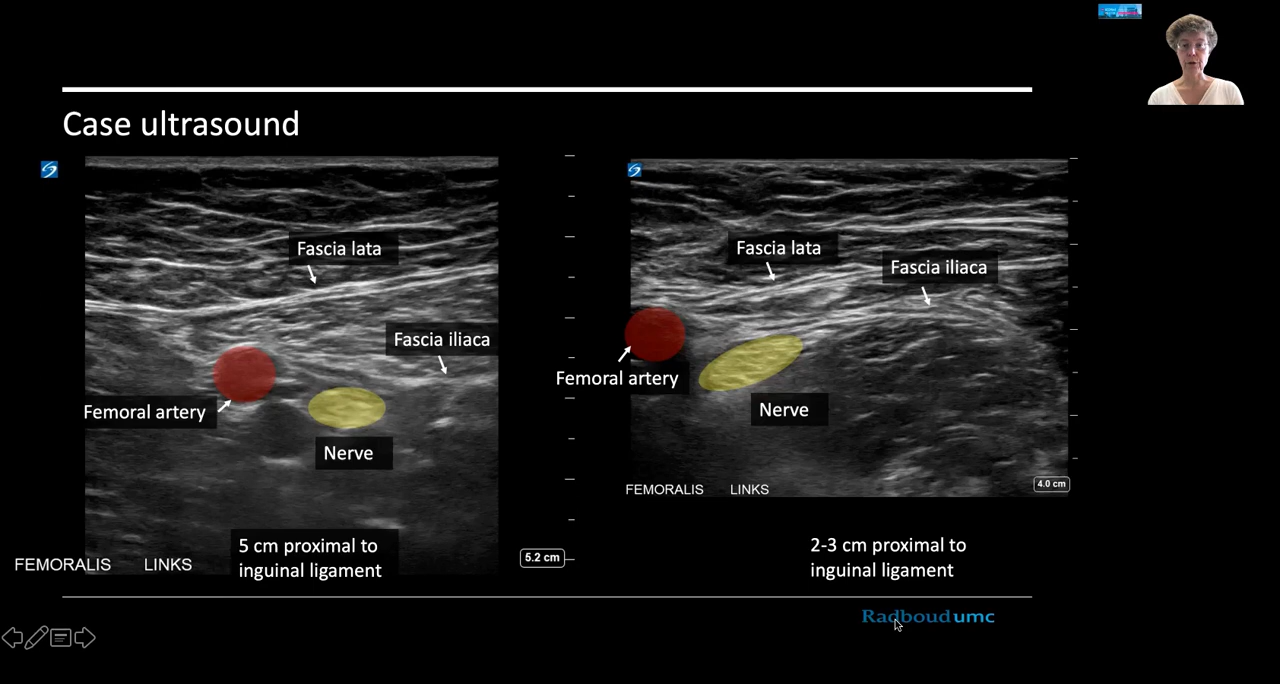 Case ultrasound
Fascia lata
Fascia iliaca
Femoral artery
Nerve
5 cm proximal to
inguinal ligament
FEMORALIS LINKS
5.2 cm
Fascia lata
Fascia iliaca
Femoral artery
Nerve
FEMORALIS LINKS
4.0 cm
2-3 cm proximal to
inguinal ligament
Radboudumc